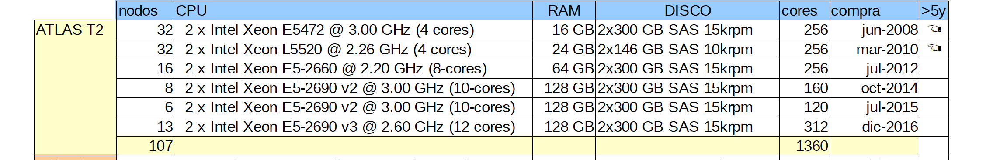 nodos CPU RAM DISCO cores compra >5y
ATLAS T2 32 2 x Intel Xeon E5472 @ 3.00 GHz (4 cores) 16 GB 2x300 GB SAS 15krpm 256 jun-2008 ☜
32 2 x Intel Xeon L5520 @ 2.26 GHz (4 cores) 24 GB 2x146 GB SAS 10krpm 256 mar-2010 ☜
16 2 x Intel Xeon E5-2660 @ 2.20 GHz (8-cores) 64 GB 2x300 GB SAS 15krpm 256 jul-2012
8 2 x Intel Xeon E5-2690 v2 @ 3.00 GHz (10-cores) 128 GB 2x300 GB SAS 15krpm 160 oct-2014
6 2 x Intel Xeon E5-2690 v2 @ 3.00 GHz (10-cores) 128 GB 2x300 GB SAS 15krpm 120 jul-2015
13 2 x Intel Xeon E5-2690 v3 @ 2.60 GHz (12 cores) 128 GB 2x300 GB SAS 15krpm 312 dic-2016
107 1360